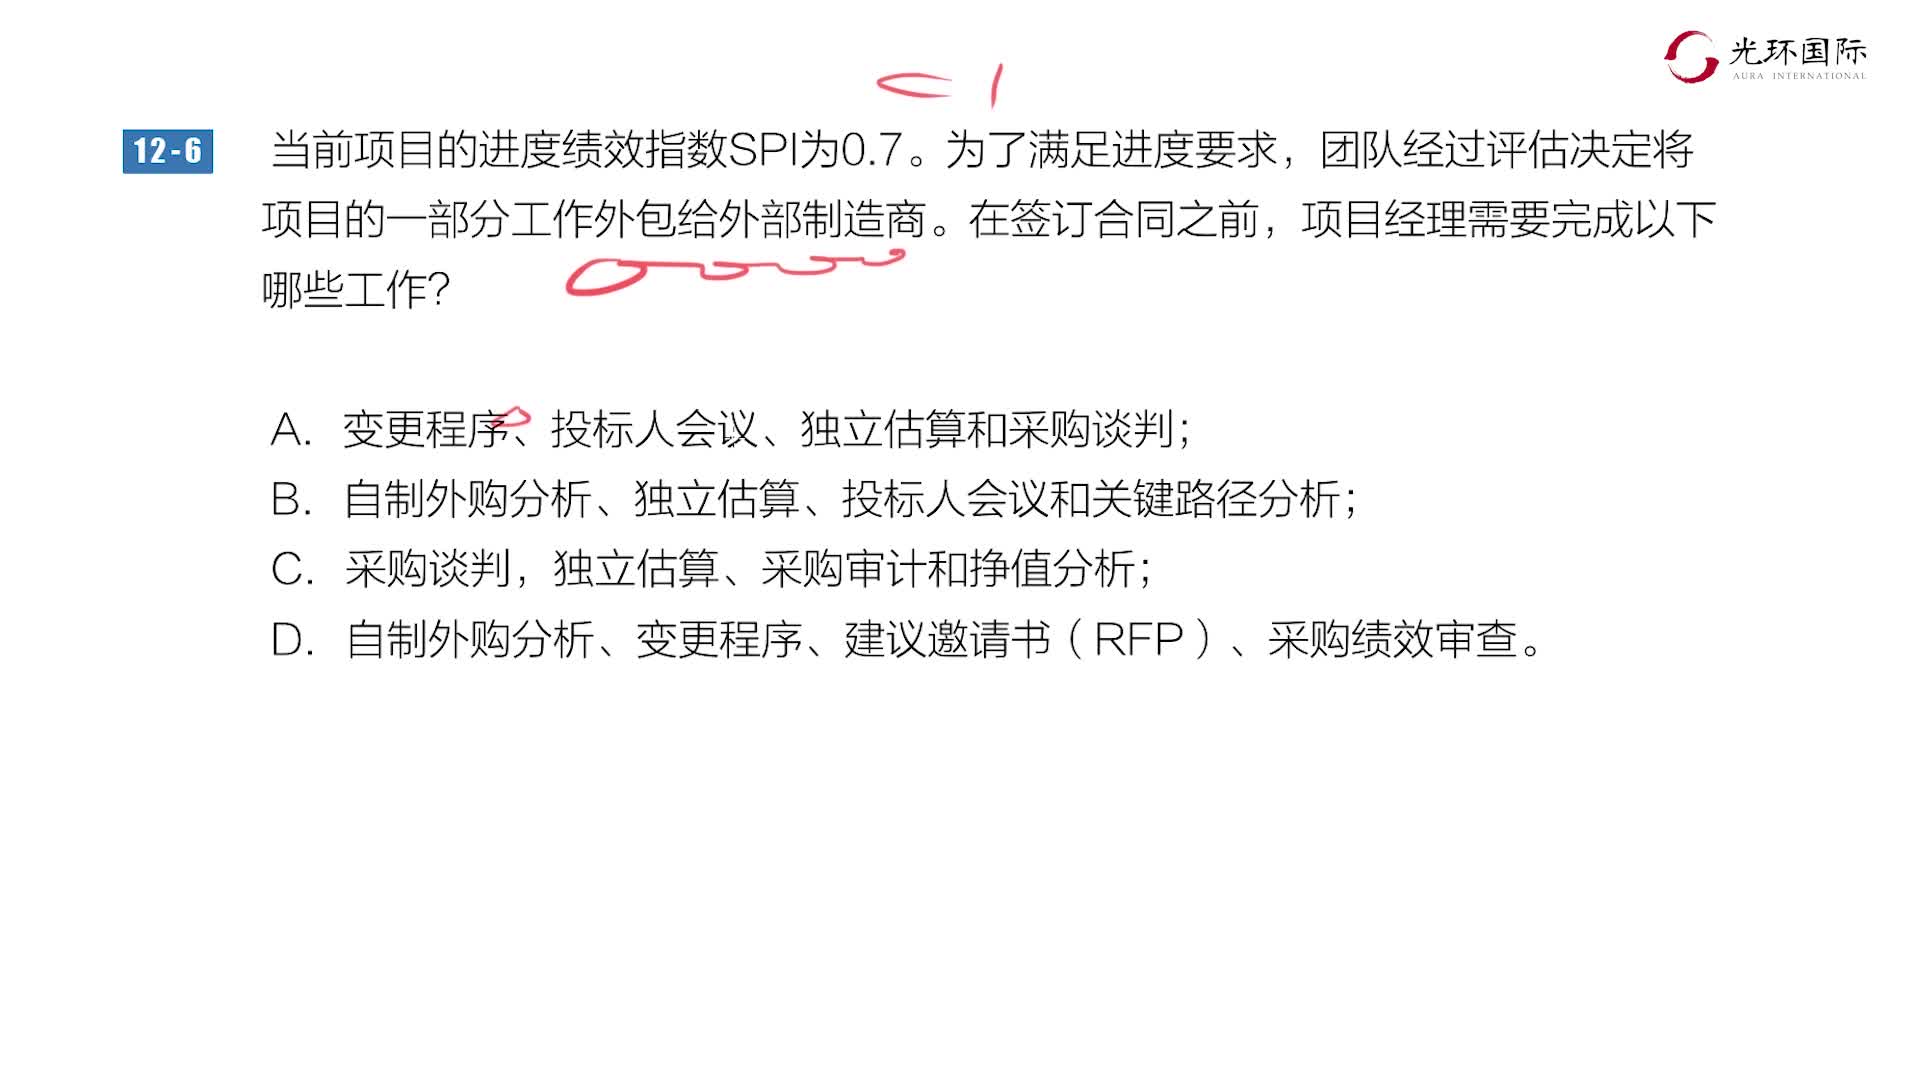 光环国际
AURA INTERNATIONAL
<1
12-6 当前项目的进度绩效指数SPI为0.7。为了满足进度要求，团队经过评估决定将
项目的一部分工作外包给外部制造商。在签订合同之前，项目经理需要完成以下
哪些工作？
A. 变更程序、投标人会议、独立估算和采购谈判；
B. 自制外购分析、独立估算、投标人会议和关键路径分析；
C. 采购谈判，独立估算、采购审计和挣值分析；
D. 自制外购分析、变更程序、建议邀请书（RFP）、采购绩效审查。